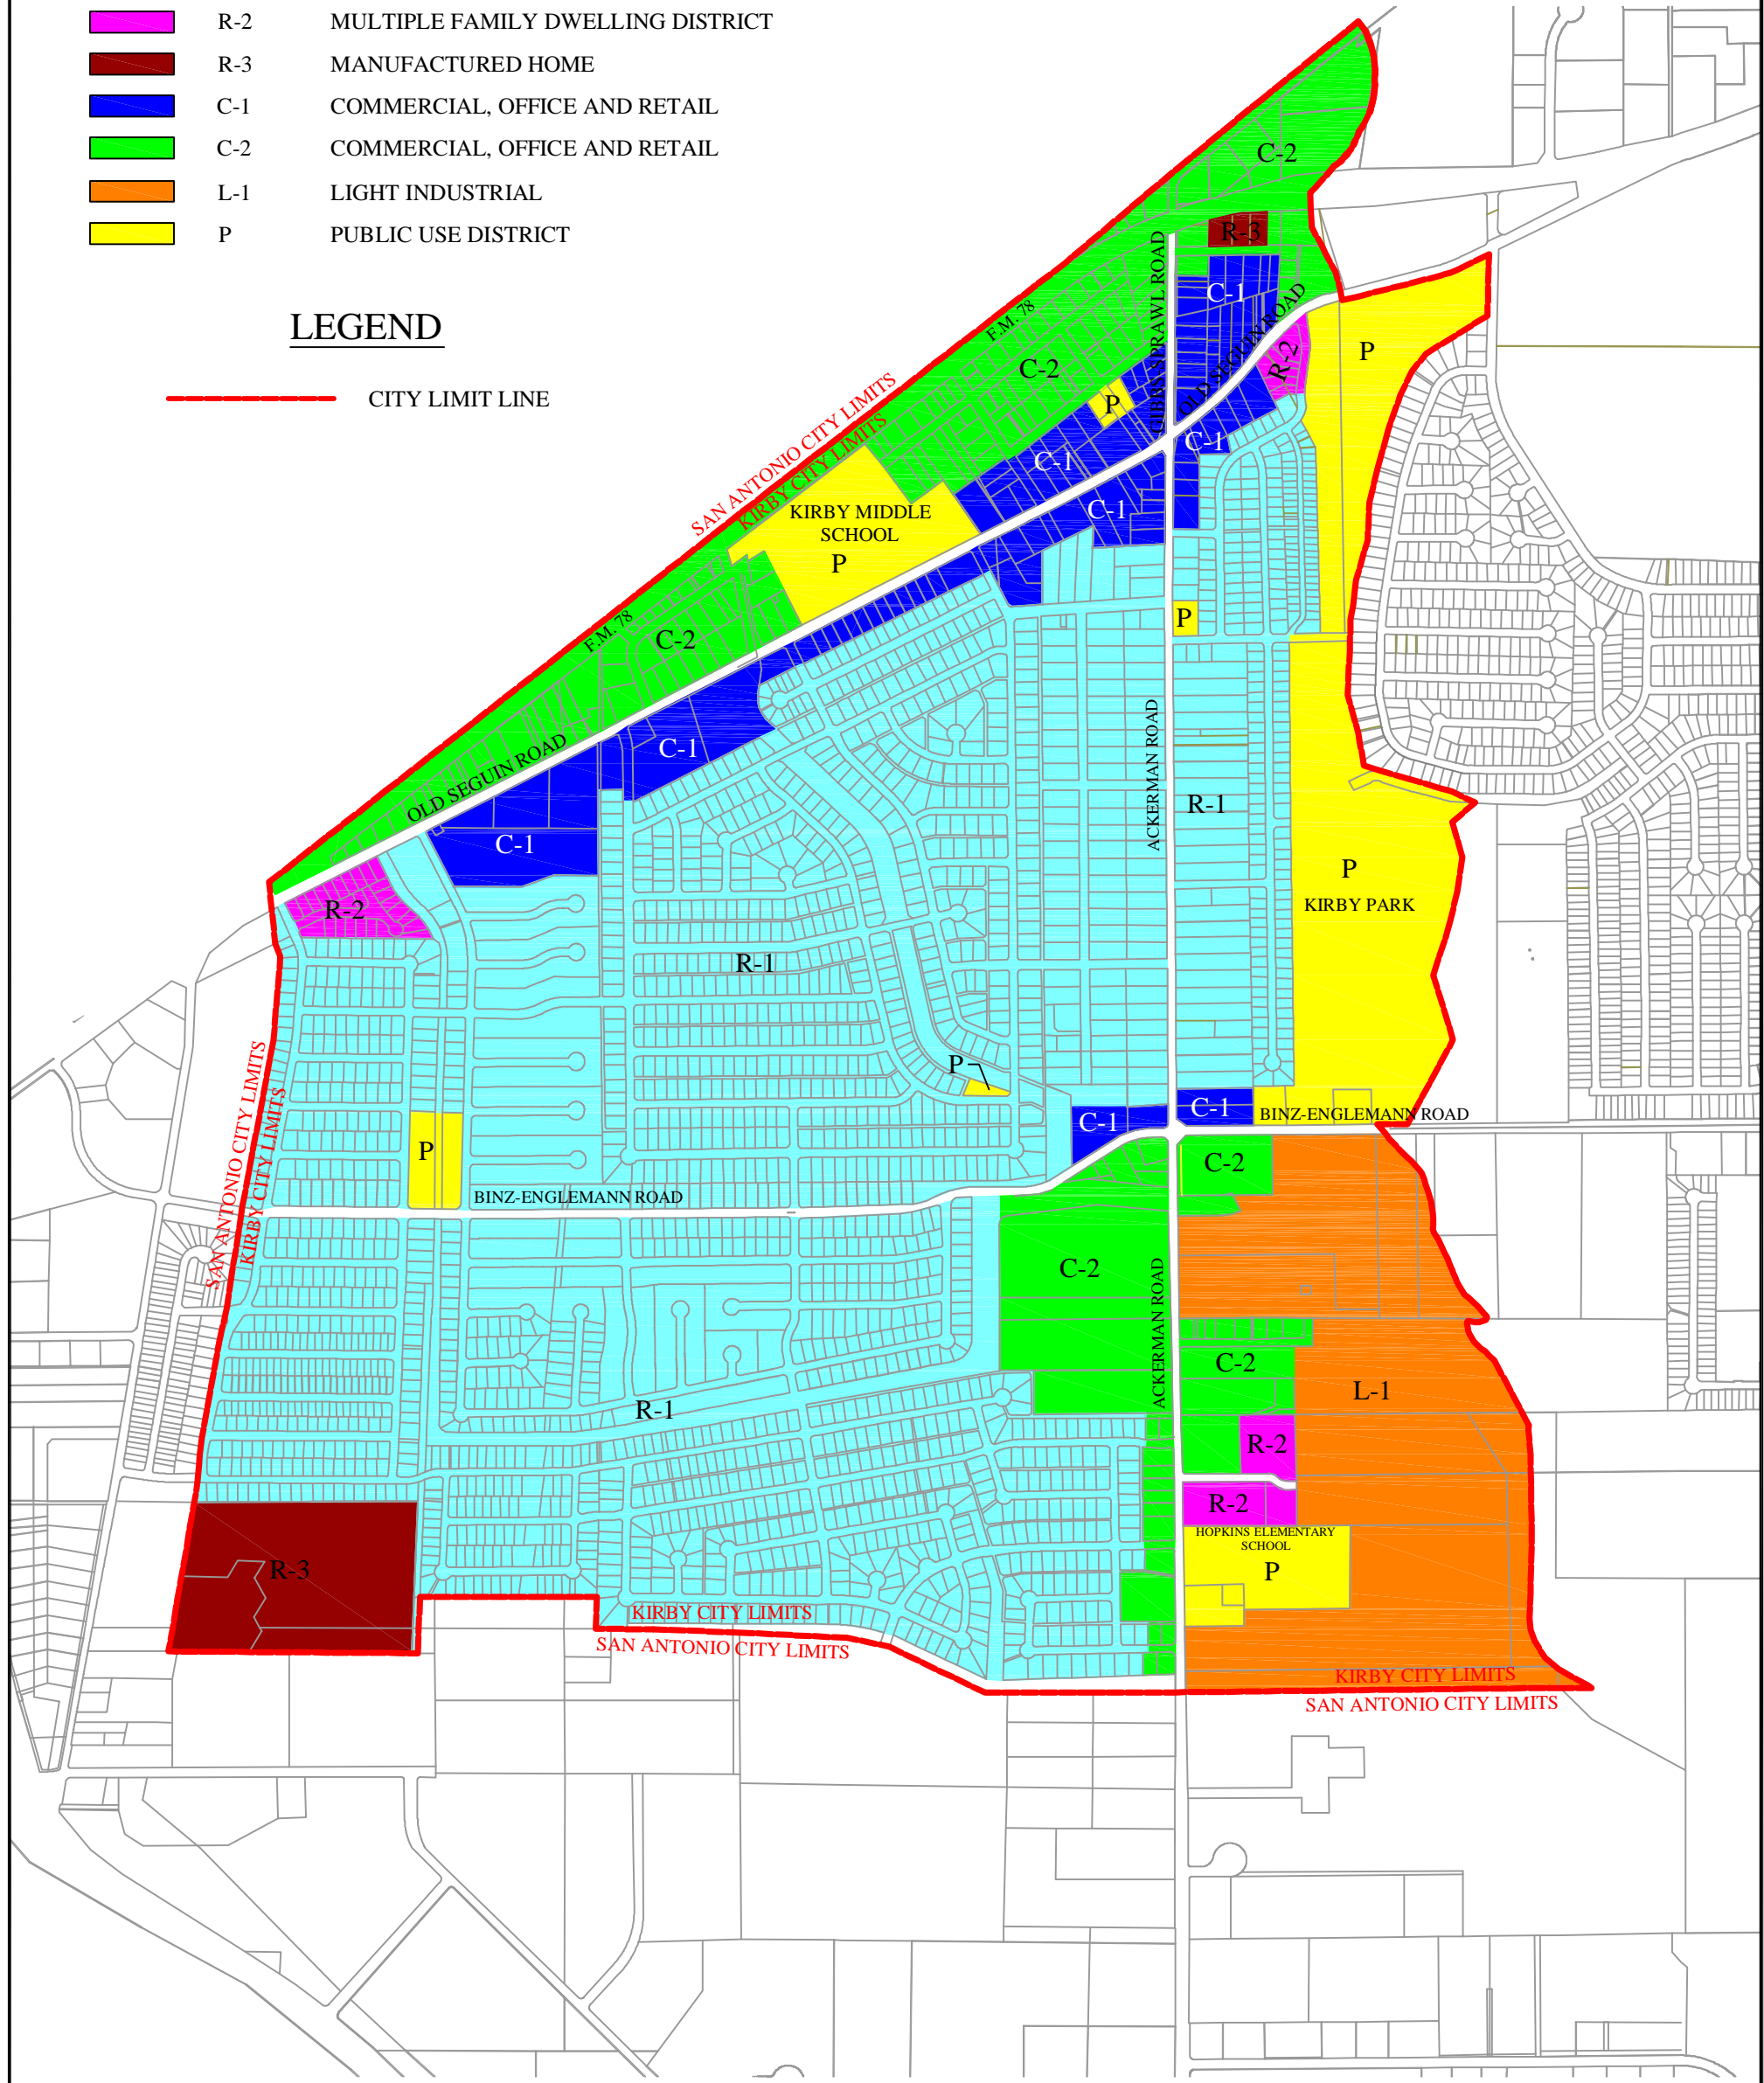 R-2 MULTIPLE FAMILY DWELLING DISTRICT
R-3 MANUFACTURED HOME
C-1 COMMERCIAL, OFFICE AND RETAIL
C-2 COMMERCIAL, OFFICE AND RETAIL
L-1 LIGHT INDUSTRIAL
P PUBLIC USE DISTRICT
LEGEND
CITY LIMIT LINE
C-2
R-3
GIBBS SPRAWL ROAD
C-1
OLD SEGUIN ROAD
F.M. 78
R-2
P
C-2
SAN ANTONIO CITY LIMITS
KIRBY CITY LIMITS
P
C-1
C-1
C-1
KIRBY MIDDLE
SCHOOL
P
F.M. 78
C-2
P
OLD SEGUIN ROAD
C-1
ACKERMAN ROAD
R-1
C-1
P
KIRBY PARK
R-2
R-1
SAN ANTONIO CITY LIMITS
KIRBY CITY LIMITS
P
C-1
C-1
BINZ-ENGLEMANN ROAD
P
C-2
BINZ-ENGLEMANN ROAD
C-2
ACKERMAN ROAD
C-2
L-1
R-1
R-2
R-2
HOPKINS ELEMENTARY
SCHOOL
P
R-3
KIRBY CITY LIMITS
SAN ANTONIO CITY LIMITS
KIRBY CITY LIMITS
SAN ANTONIO CITY LIMITS